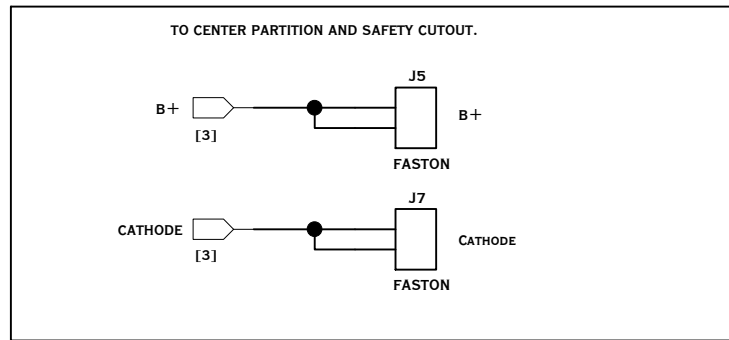 TO CENTER PARTITION AND SAFETY CUTOUT.
J5
B+
B+
[3]
FASTON
J7
CATHODE
CATHODE
[3]
FASTON